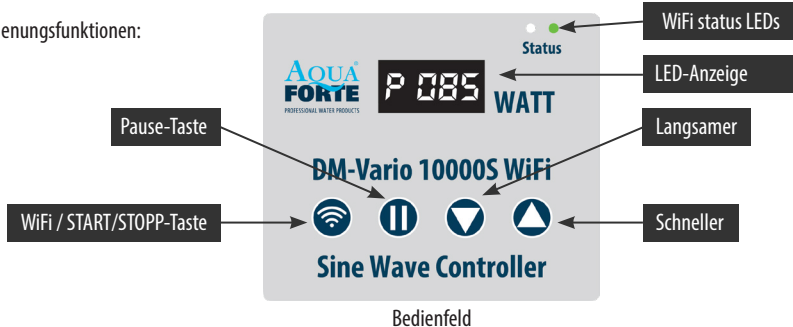 enungsfunktionen:
WiFi status LEDs
Status
LED-Anzeige
AQUA
FORTE
PROFESSIONAL WATER PRODUCTS
P 085
WATT
Pause-Taste
Langsamer
DM-Vario 10000S WiFi
WiFi / START/STOPP-Taste
Schneller
Sine Wave Controller
Bedienfeld